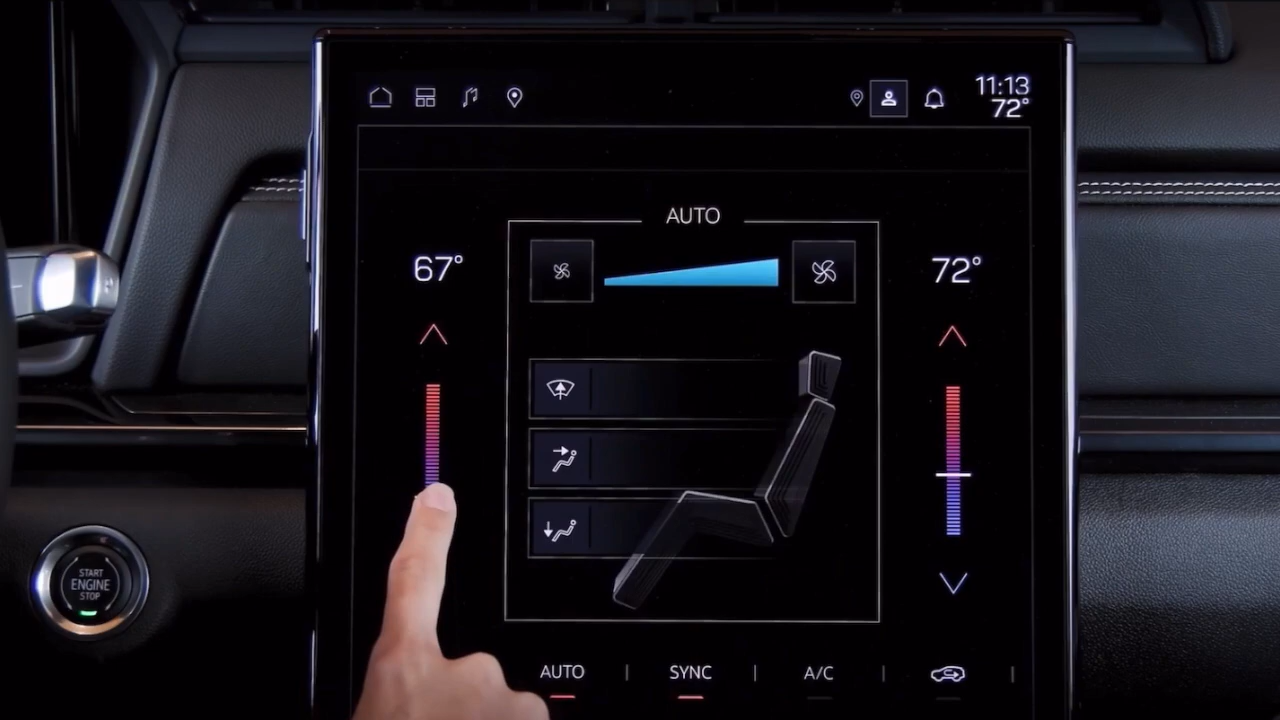 11:13
72°
AUTO
67°
72°
START
ENGINE
STOP
AUTO | SYNC | A/C | |